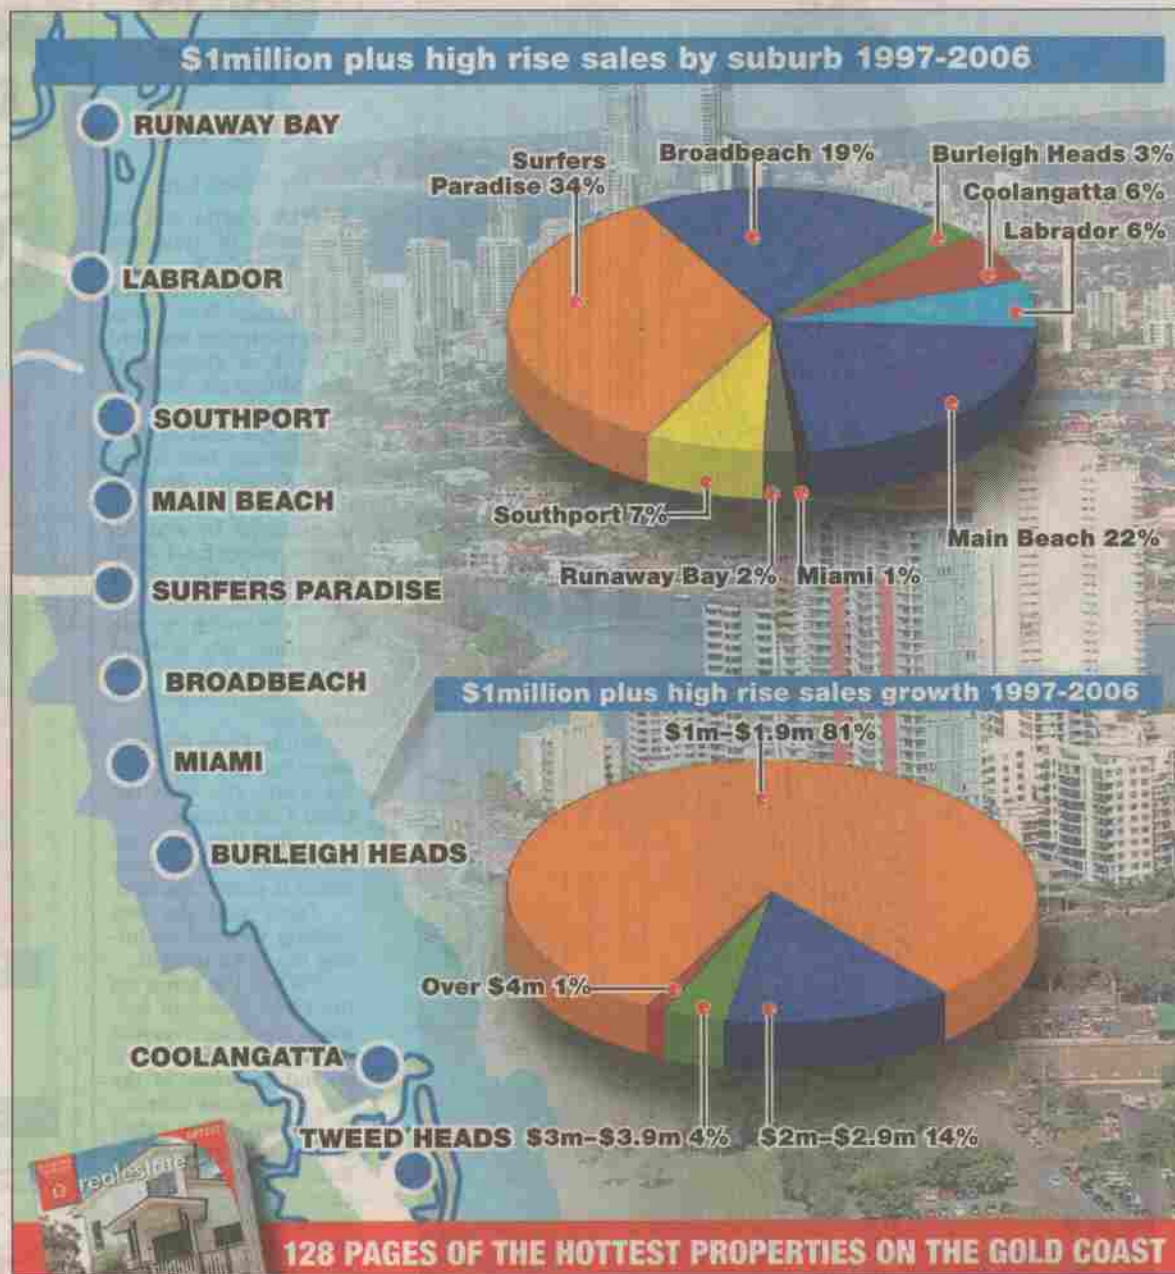 $1million plus high rise sales by suburb 1997-2006
RUNAWAY BAY
LABRADOR
SOUTHPORT
MAIN BEACH
SURFERS PARADISE
BROADBEACH
MIAMI
BURLEIGH HEADS
COOLANGATTA
TWEED HEADS
Surfers
Paradise 34%
Broadbeach 19%
Burleigh Heads 3%
Coolangatta 6%
Labrador 6%
Main Beach 22%
Miami 1%
Runaway Bay 2%
Southport 7%
$1million plus high rise sales growth 1997-2006
$1m–$1.9m 81%
Over $4m 1%
$3m–$3.9m 4%
$2m–$2.9m 14%
realestate
128 PAGES OF THE HOTTEST PROPERTIES ON THE GOLD COAST